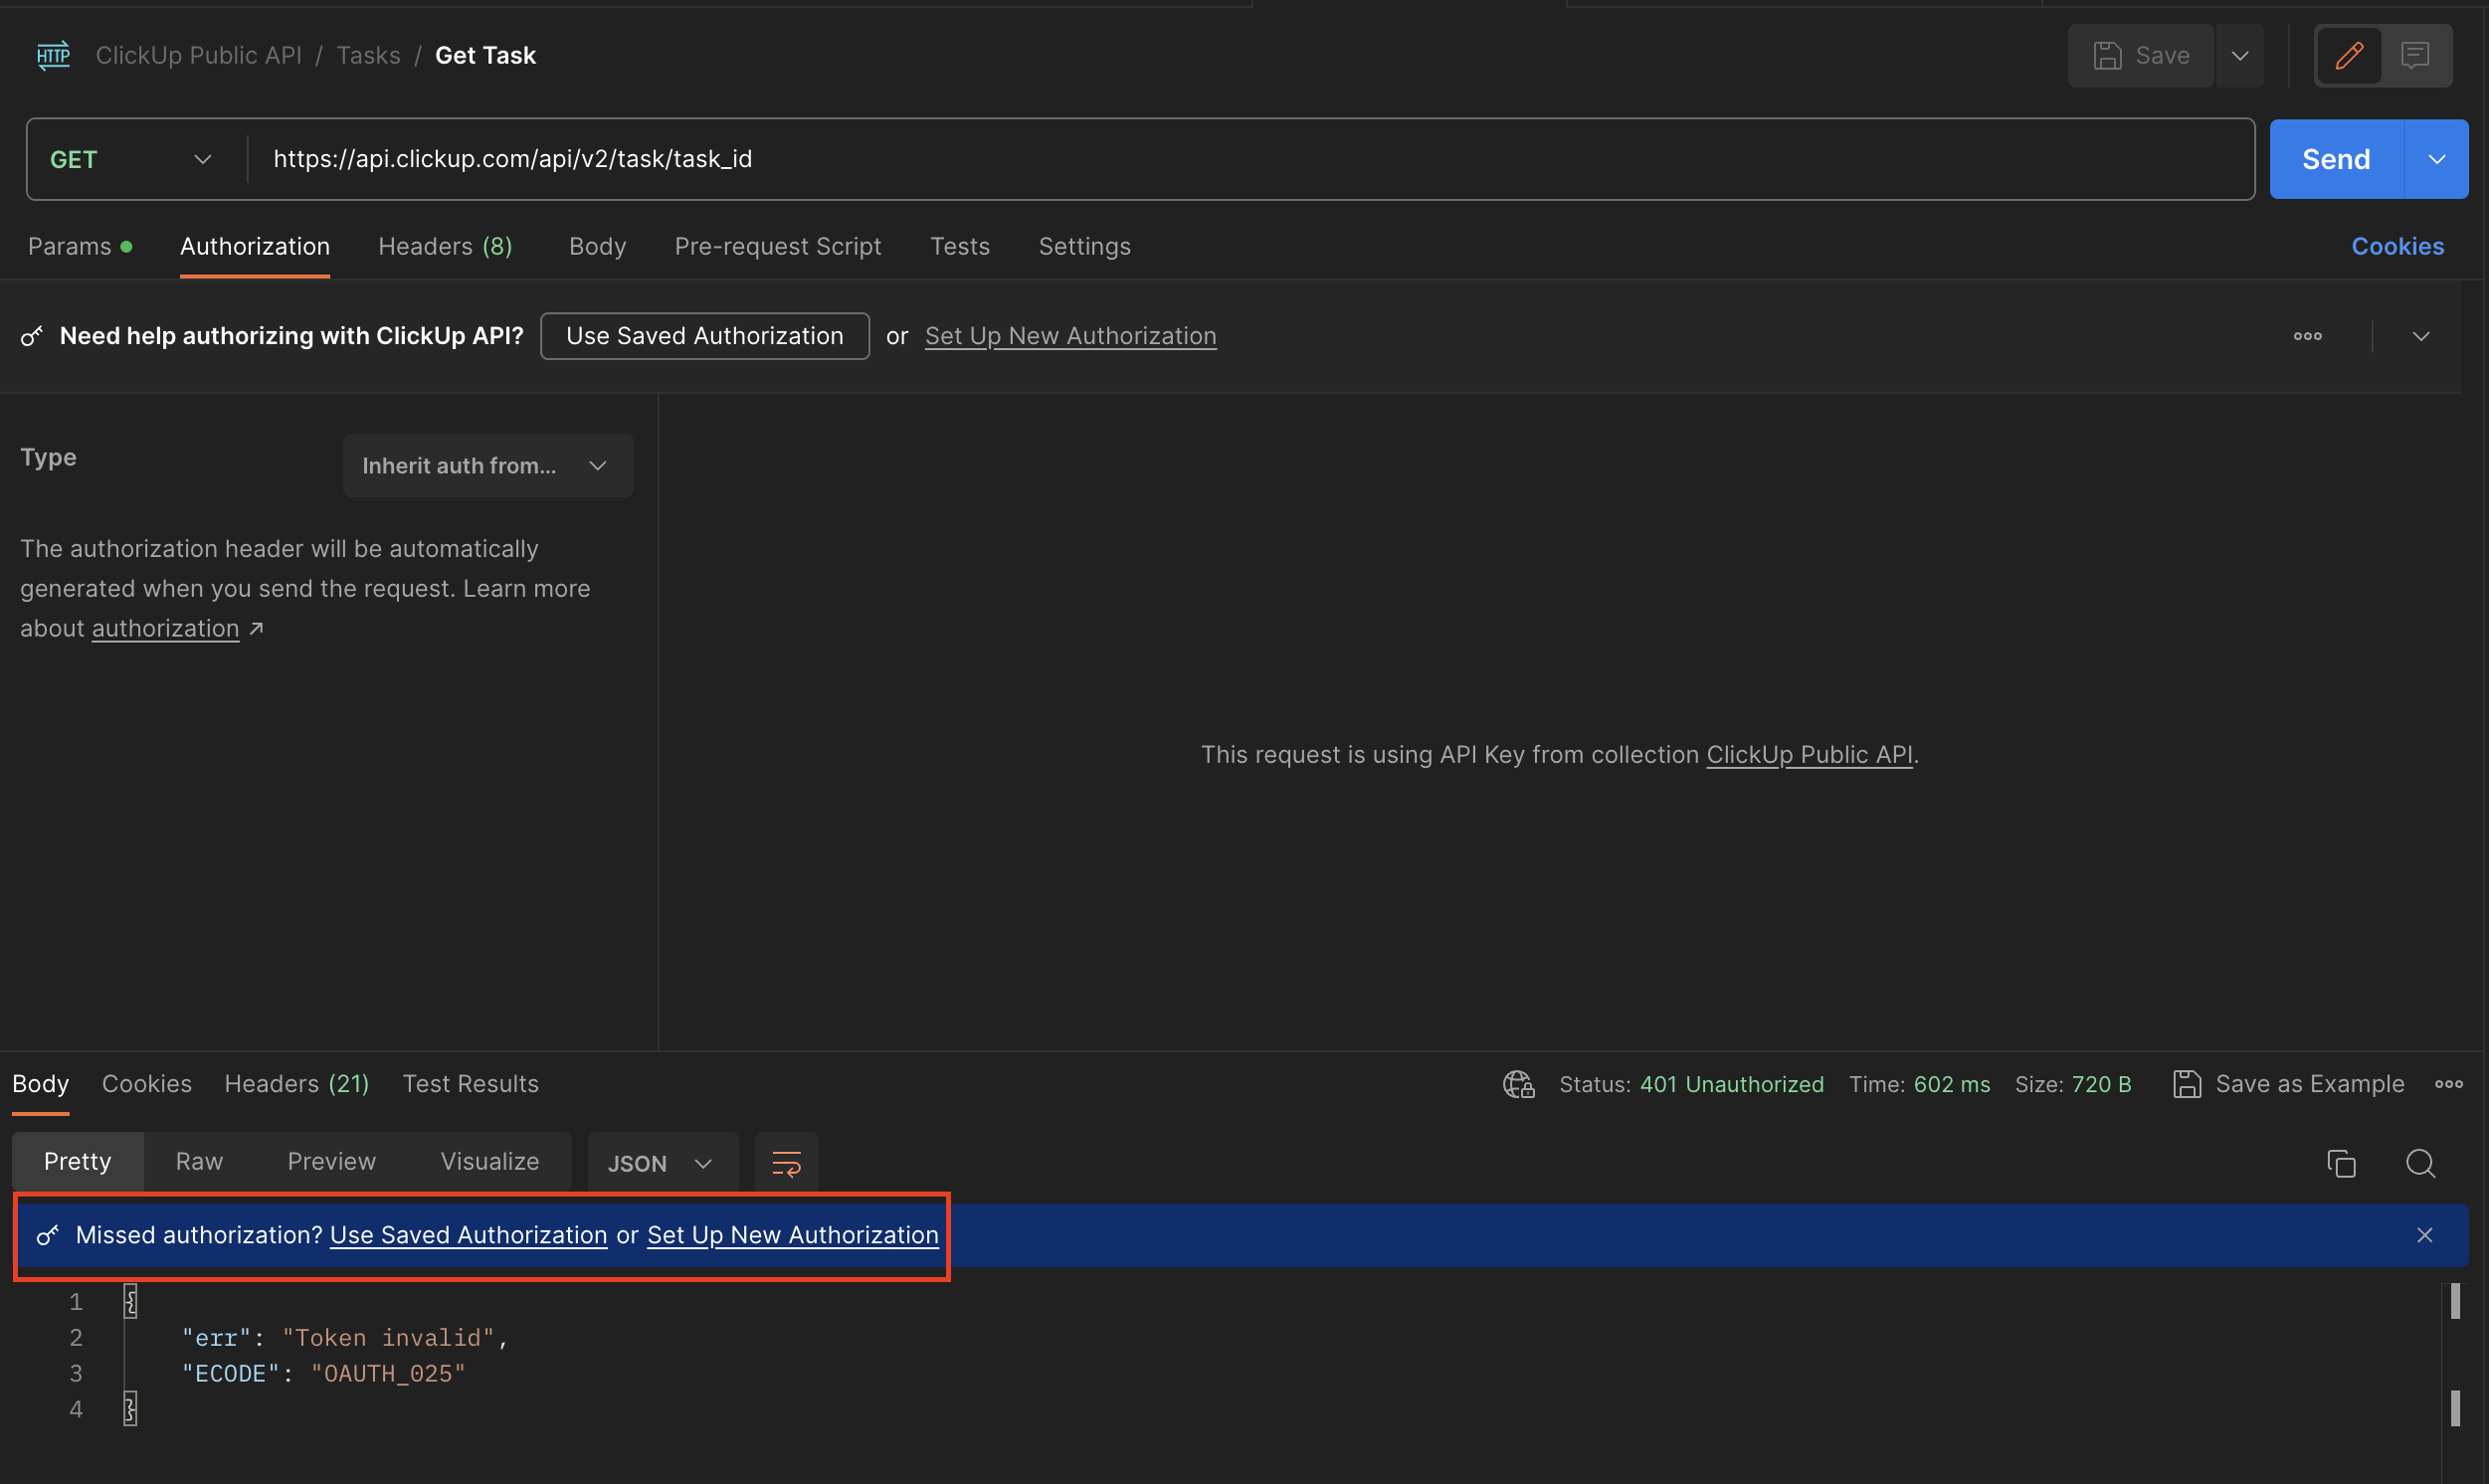 HTTP ClickUp Public API / Tasks / Get Task Save
GET https://api.clickup.com/api/v2/task/task_id Send
Params Authorization Headers (8) Body Pre-request Script Tests Settings Cookies
Need help authorizing with ClickUp API? Use Saved Authorization or Set Up New Authorization
Type Inherit auth from...
The authorization header will be automatically
generated when you send the request. Learn more
about authorization ↗
This request is using API Key from collection ClickUp Public API.
Body Cookies Headers (21) Test Results Status: 401 Unauthorized Time: 602 ms Size: 720 B Save as Example
Pretty Raw Preview Visualize JSON
Missed authorization? Use Saved Authorization or Set Up New Authorization
1 {
2 "err": "Token invalid",
3 "ECODE": "OAUTH_025"
4 }